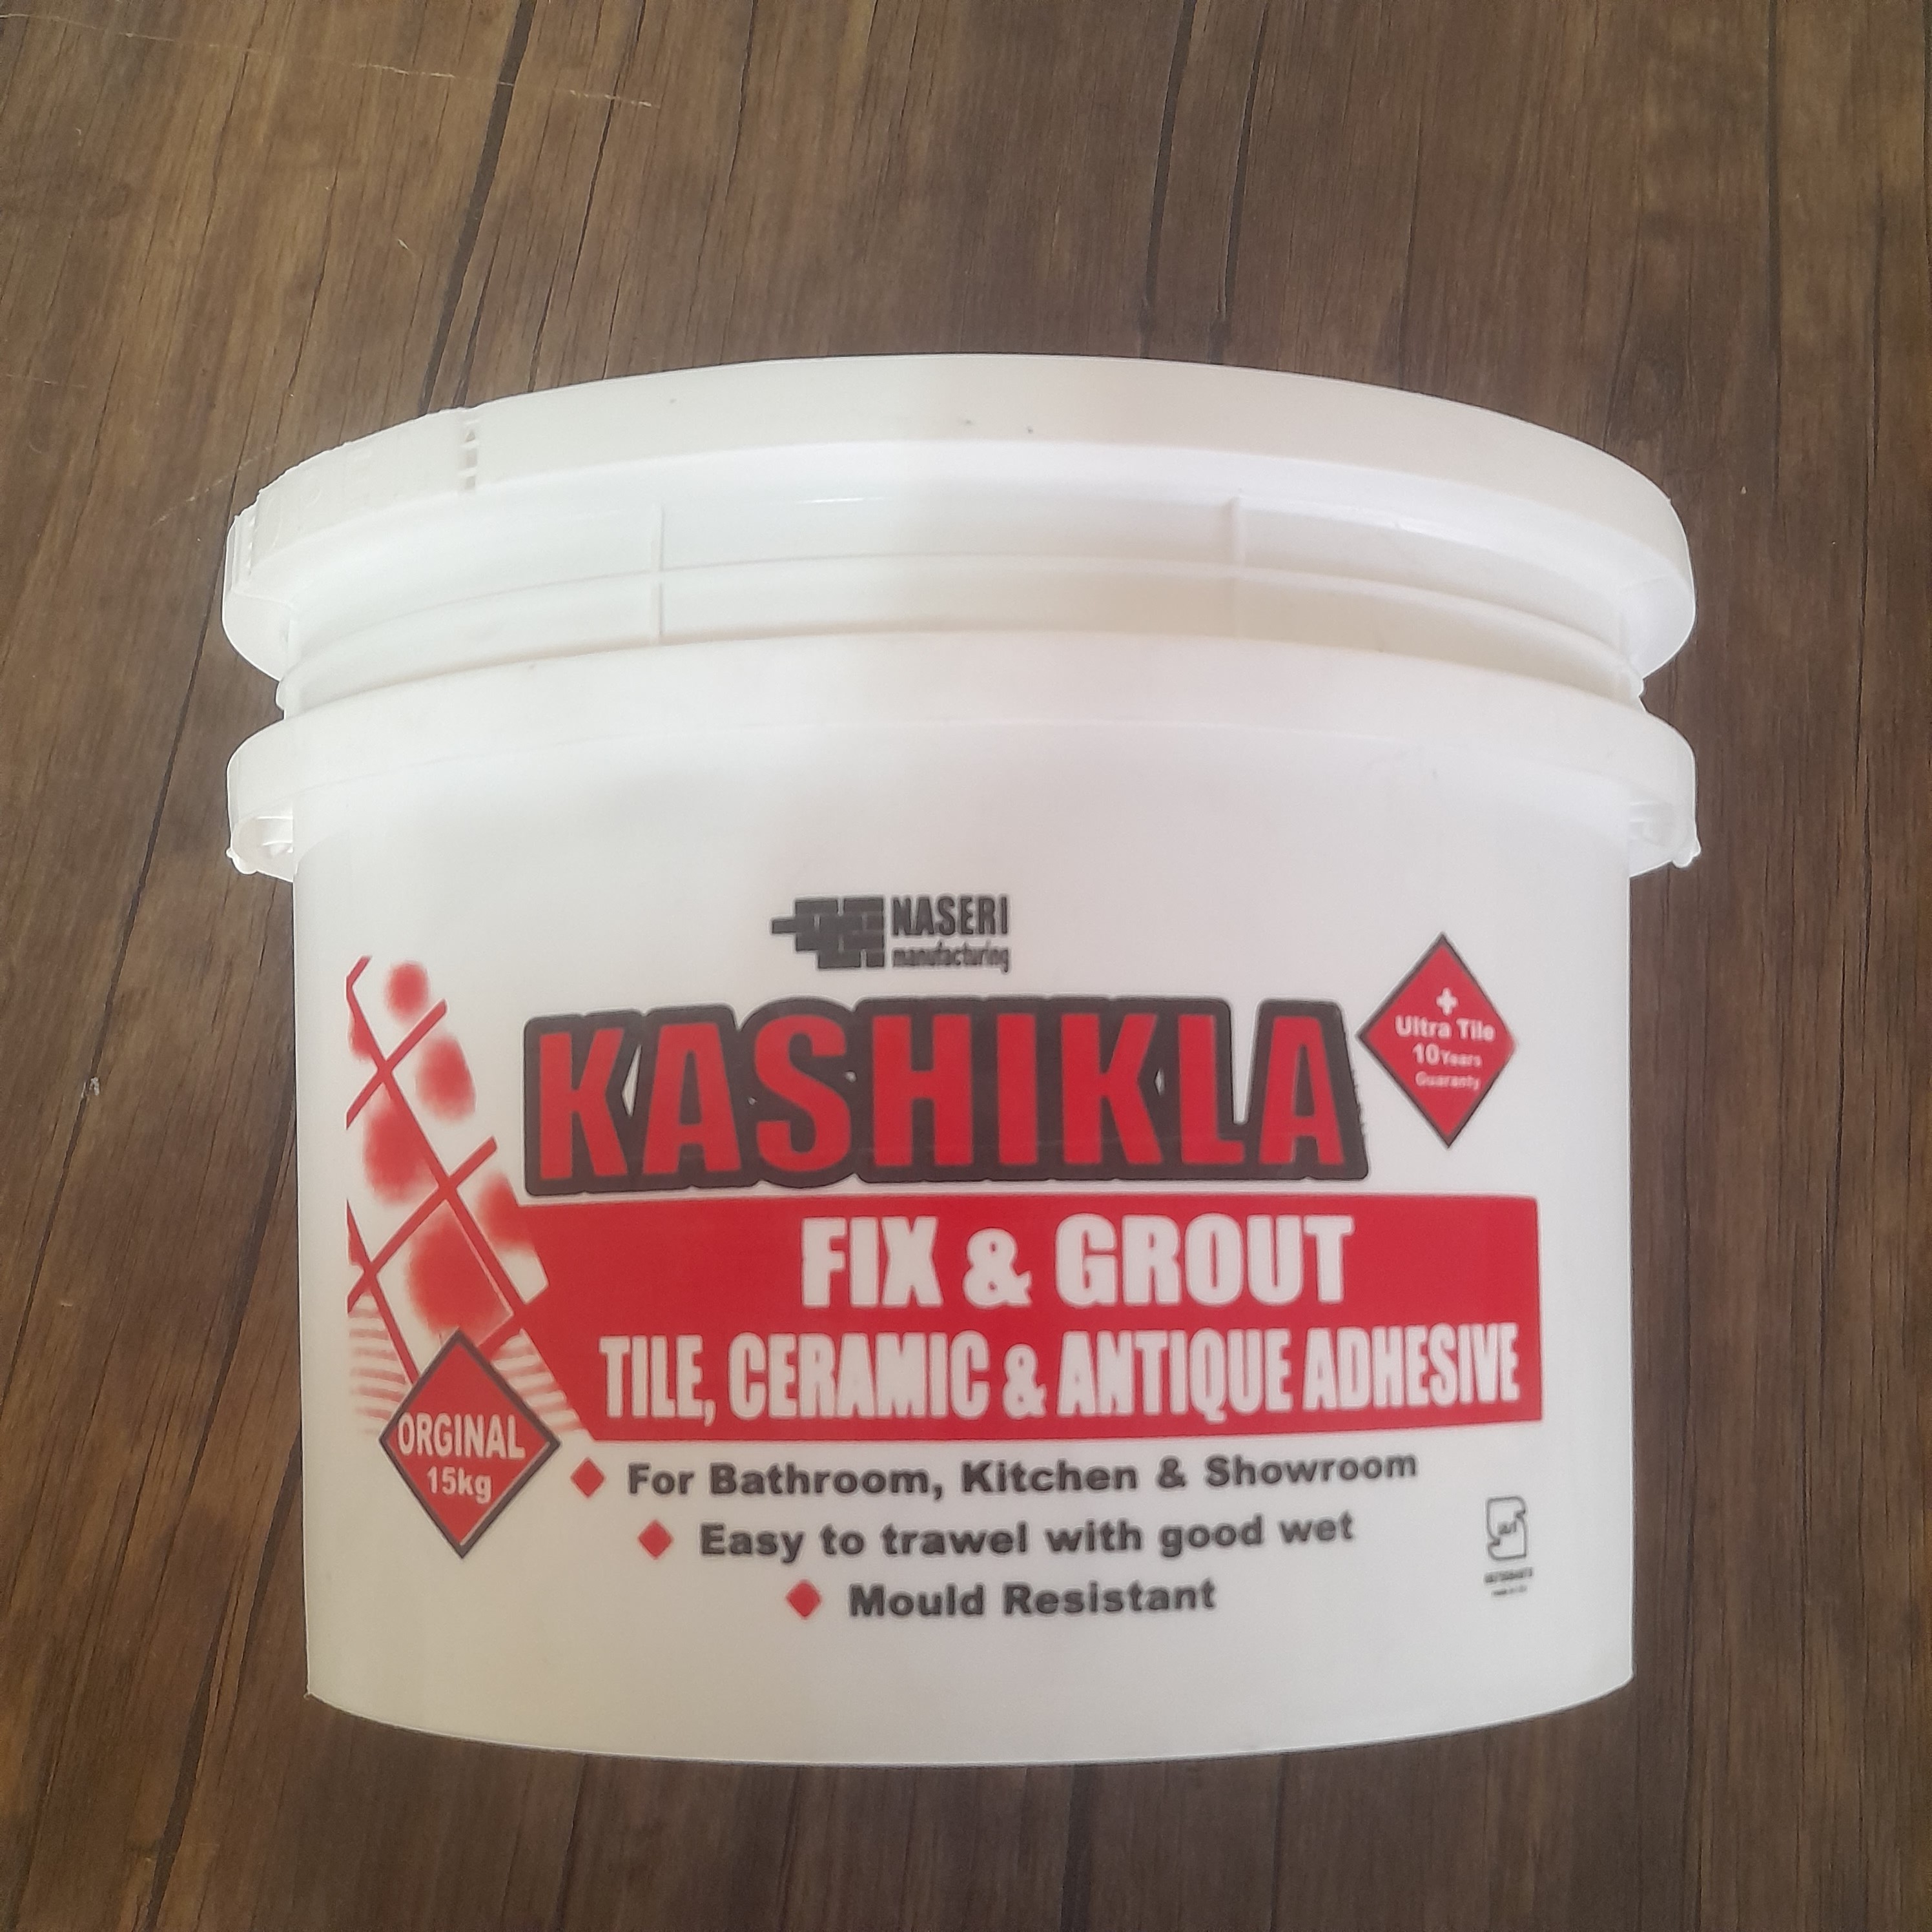 NASERI
manufacturing
KASHIKLA
+
Ultra Tile
10 Years
Guaranty
FIX & GROUT
TILE, CERAMIC & ANTIQUE ADHESIVE
ORGINAL
15kg
For Bathroom, Kitchen & Showroom
Easy to trawel with good wet
Mould Resistant